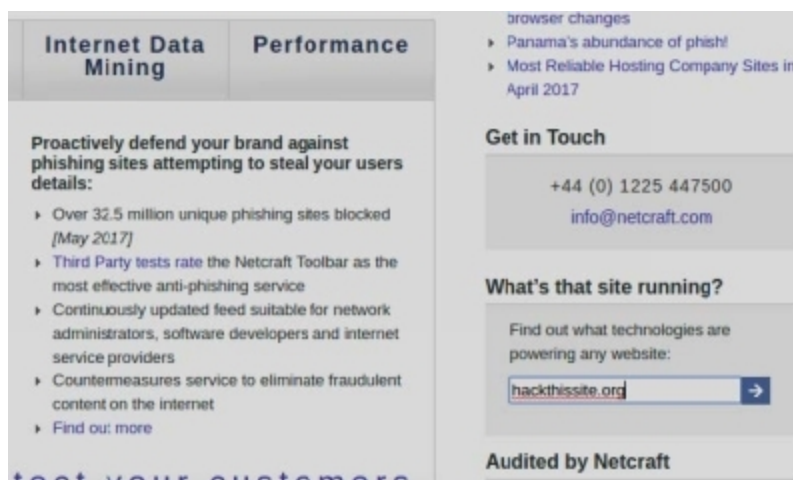 Internet Data
Mining
Performance
Proactively defend your brand against
phishing sites attempting to steal your users
details:
Over 32.5 million unique phishing sites blocked
[May 2017]
Third Party tests rate the Netcraft Toolbar as the
most effective anti-phishing service
Continuously updated feed suitable for network
administrators, software developers and internet
service providers
Countermeasures service to eliminate fraudulent
content on the internet
Find out more
test your customers
browser changes
Panama's abundance of phish!
Most Reliable Hosting Company Sites in
April 2017
Get in Touch
+44 (0) 1225 447500
info@netcraft.com
What's that site running?
Find out what technologies are
powering any website:
hackthissite.org
Audited by Netcraft